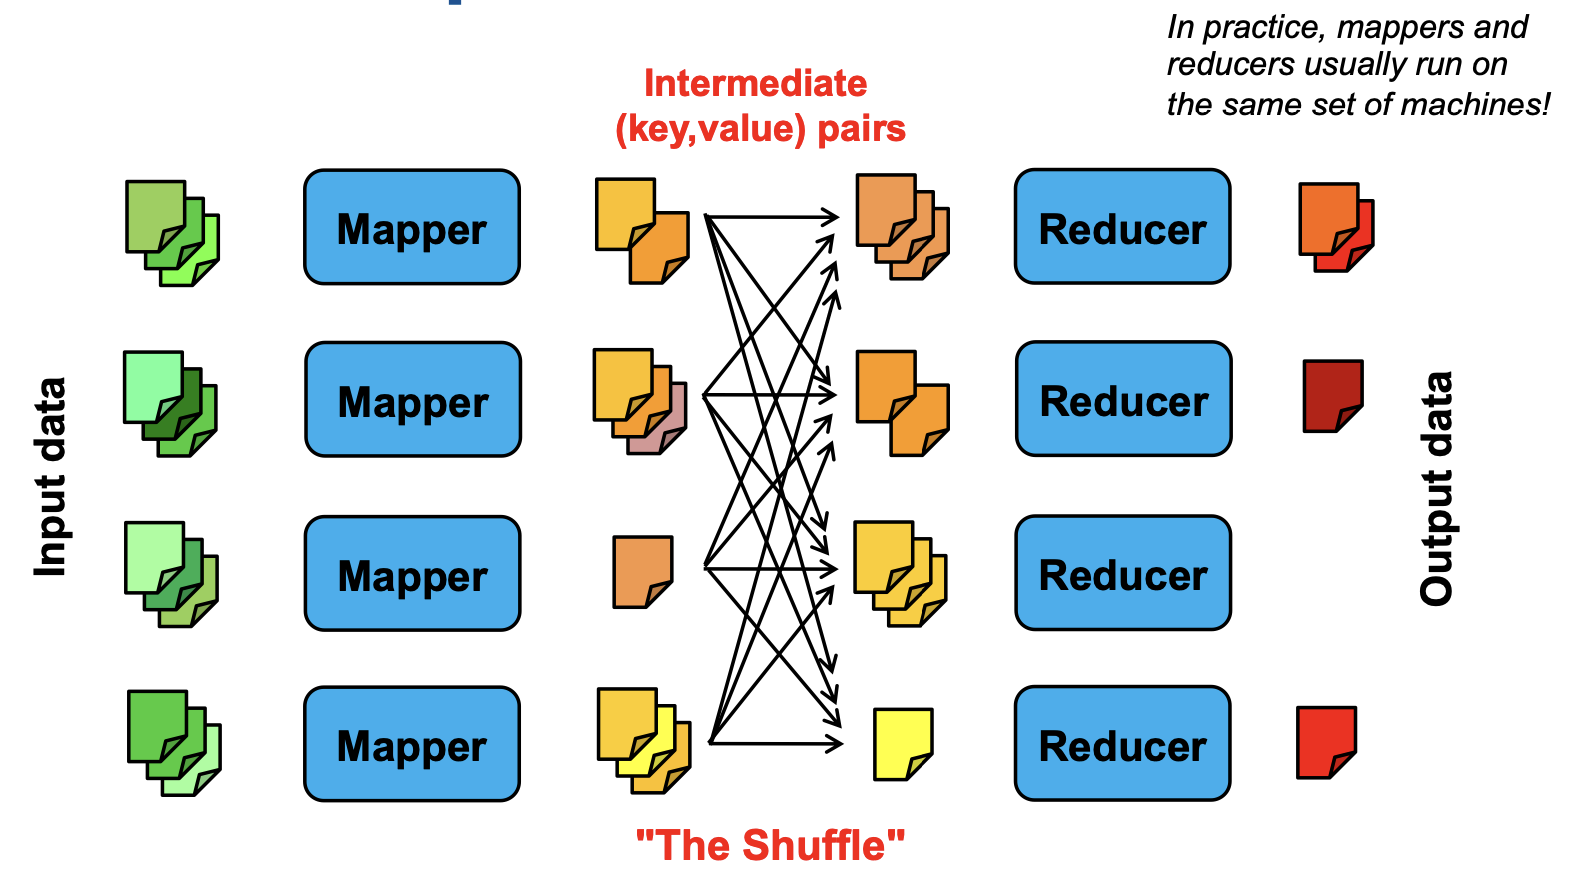 In practice, mappers and
reducers usually run on
the same set of machines!
Intermediate
(key,value) pairs
Input data
Mapper
Reducer
Mapper
Reducer
Mapper
Reducer
Mapper
Reducer
Output data
"The Shuffle"